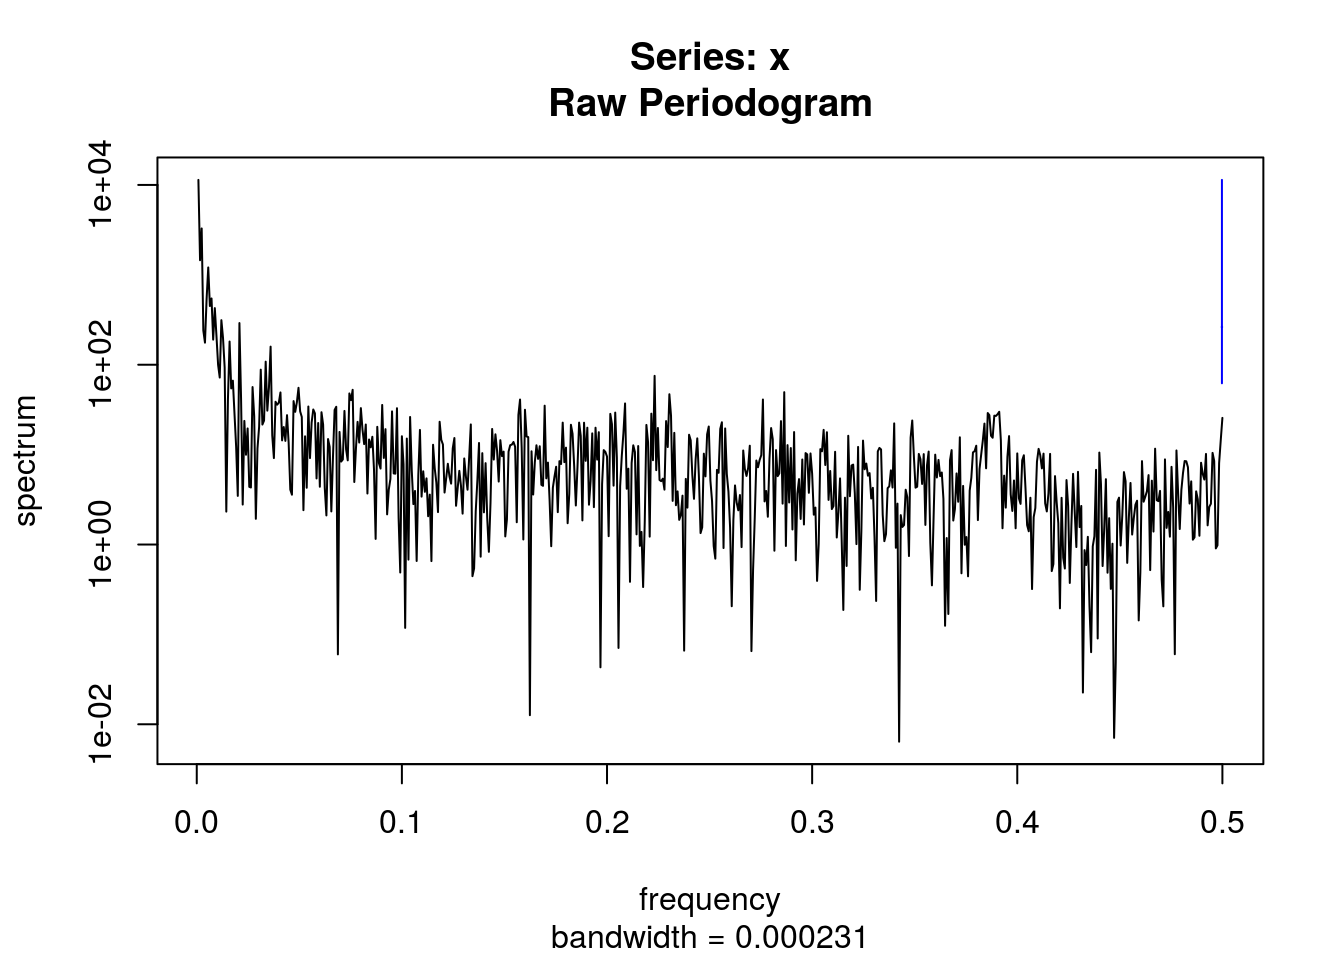 Series: x
Raw Periodogram
1e+04
1e+02
1e+00
1e-02
spectrum
0.0 0.1 0.2 0.3 0.4 0.5
frequency
bandwidth = 0.000231